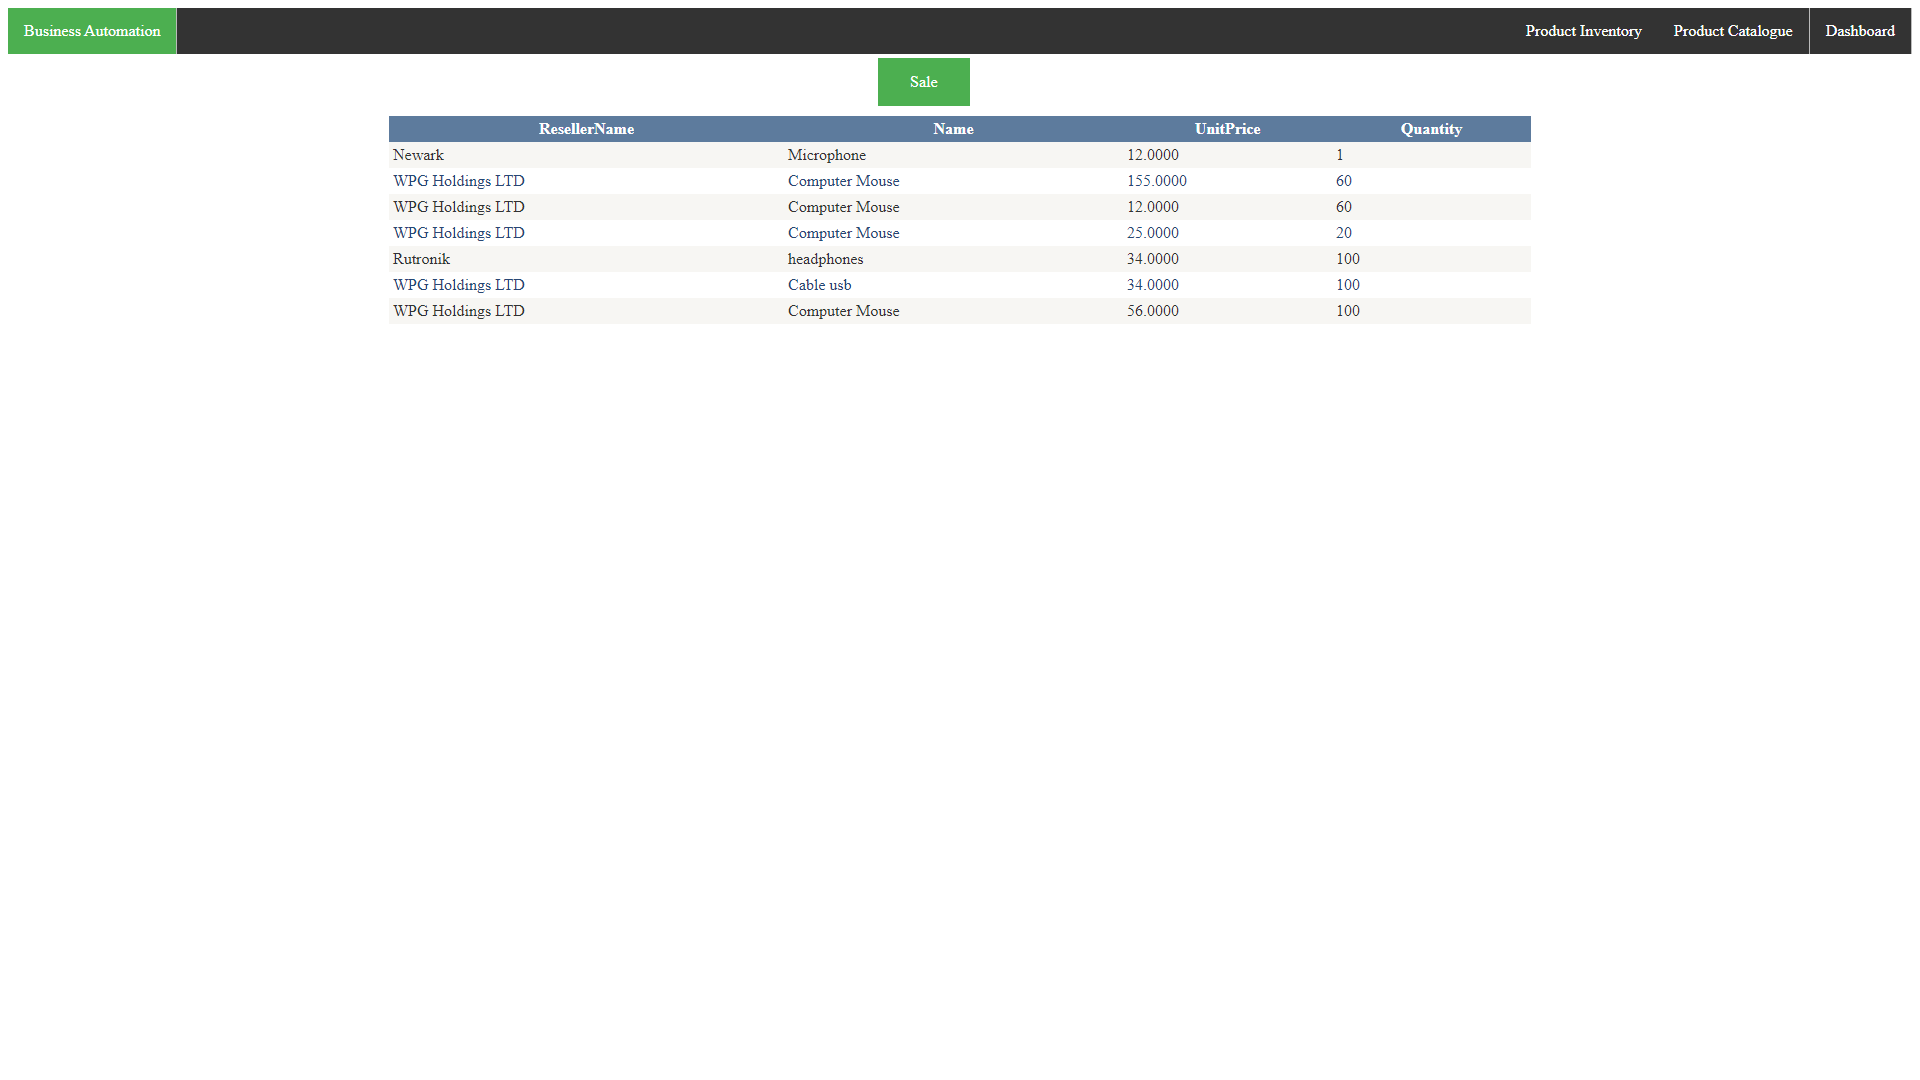 Business Automation Product Inventory Product Catalogue Dashboard
Sale
ResellerName Name UnitPrice Quantity
Newark Microphone 12.0000 1
WPG Holdings LTD Computer Mouse 155.0000 60
WPG Holdings LTD Computer Mouse 12.0000 60
WPG Holdings LTD Computer Mouse 25.0000 20
Rutronik headphones 34.0000 100
WPG Holdings LTD Cable usb 34.0000 100
WPG Holdings LTD Computer Mouse 56.0000 100